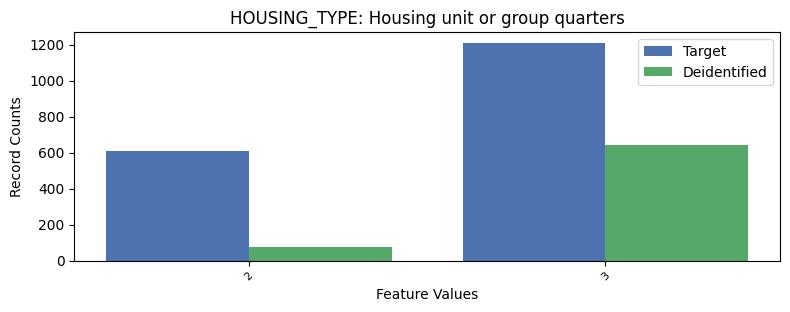 HOUSING_TYPE: Housing unit or group quarters
Target
Deidentified
Record Counts
1200
1000
800
600
400
200
0
2
3
Feature Values